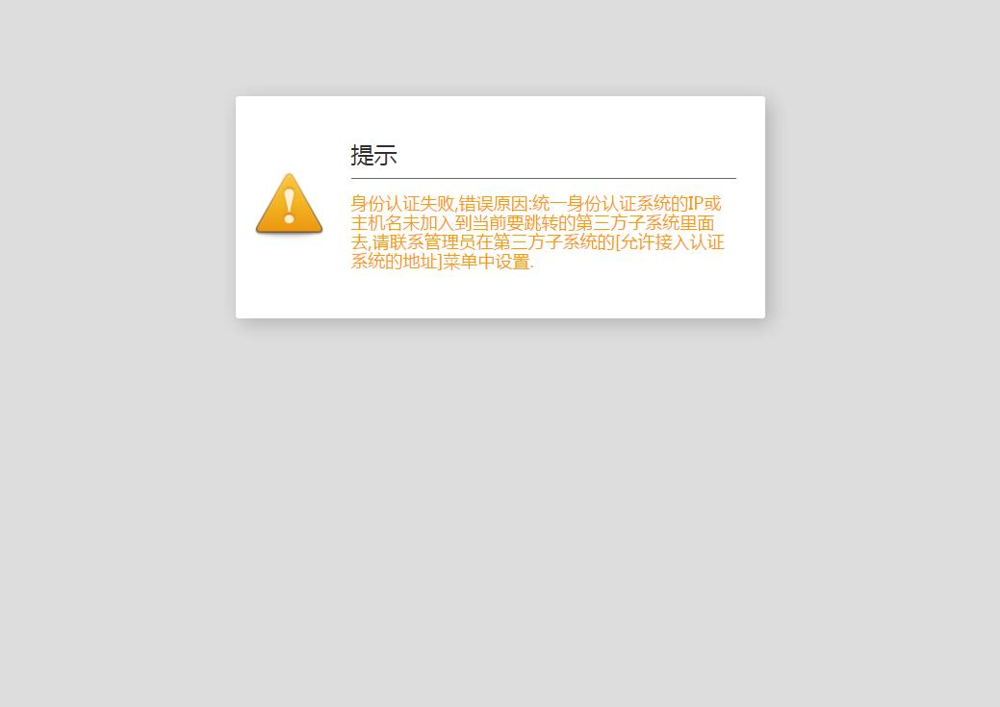 提示
身份认证失败,错误原因:统一身份认证系统的IP或
主机名未加入到当前要跳转的第三方子系统里面
去,请联系管理员在第三方子系统的[允许接入认证
系统的地址]菜单中设置.